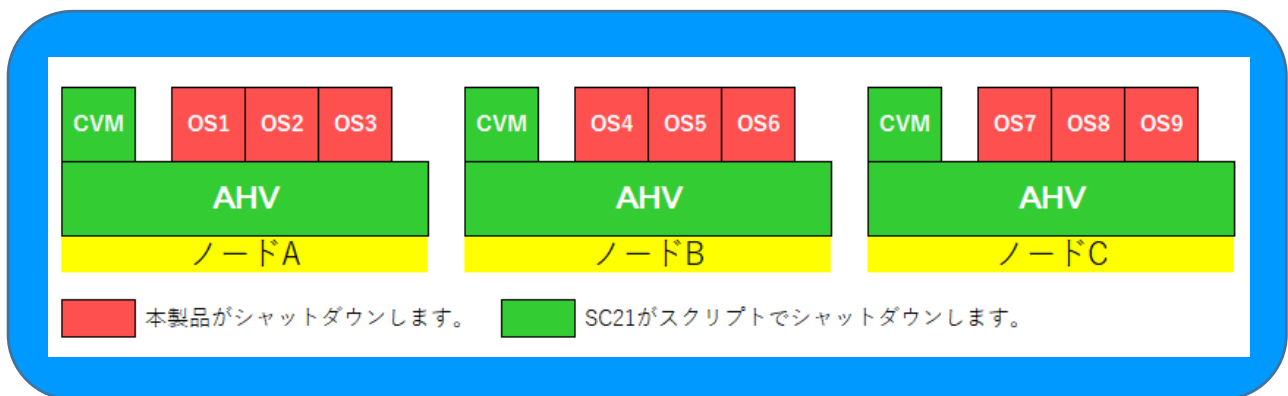 CVM OS1 OS2 OS3 CVM OS4 OS5 OS6 CVM OS7 OS8 OS9
AHV AHV AHV
ノードA ノードB ノードC
本製品がシャットダウンします。 SC21がスクリプトでシャットダウンします。